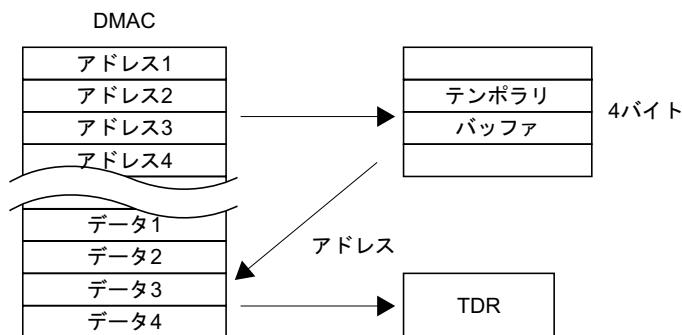 DMAC
アドレス1
アドレス2
アドレス3
アドレス4
データ1
データ2
データ3
データ4
テンポラリ
バッファ
4バイト
アドレス
TDR